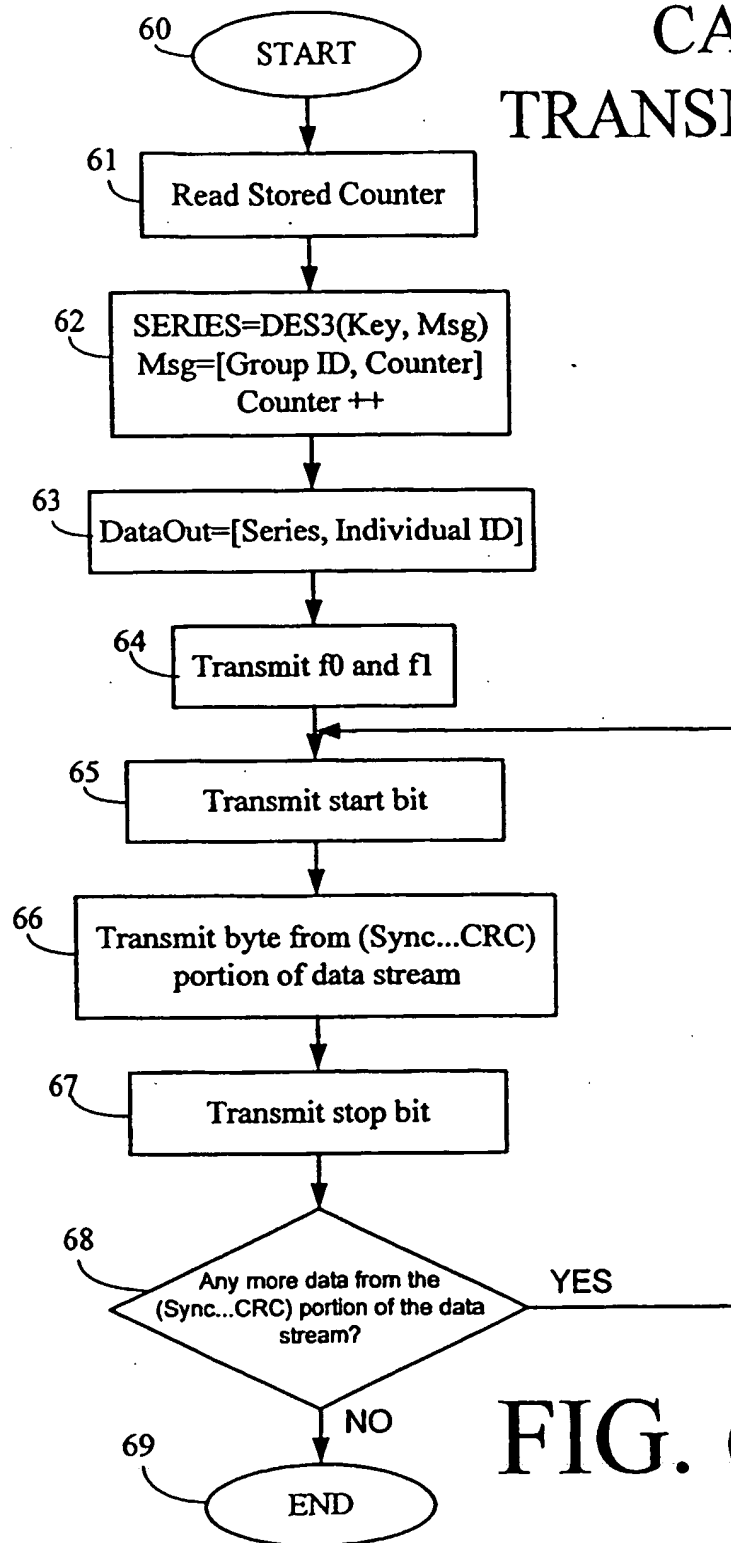 CA
TRANSI
60
START
61
Read Stored Counter
62
SERIES=DES3(Key, Msg)
Msg=[Group ID, Counter]
Counter ++
63
DataOut=[Series, Individual ID]
64
Transmit f0 and f1
65
Transmit start bit
66
Transmit byte from (Sync...CRC)
portion of data stream
67
Transmit stop bit
68
Any more data from the
(Sync...CRC) portion of the data
stream?
YES
NO
FIG.
69
END